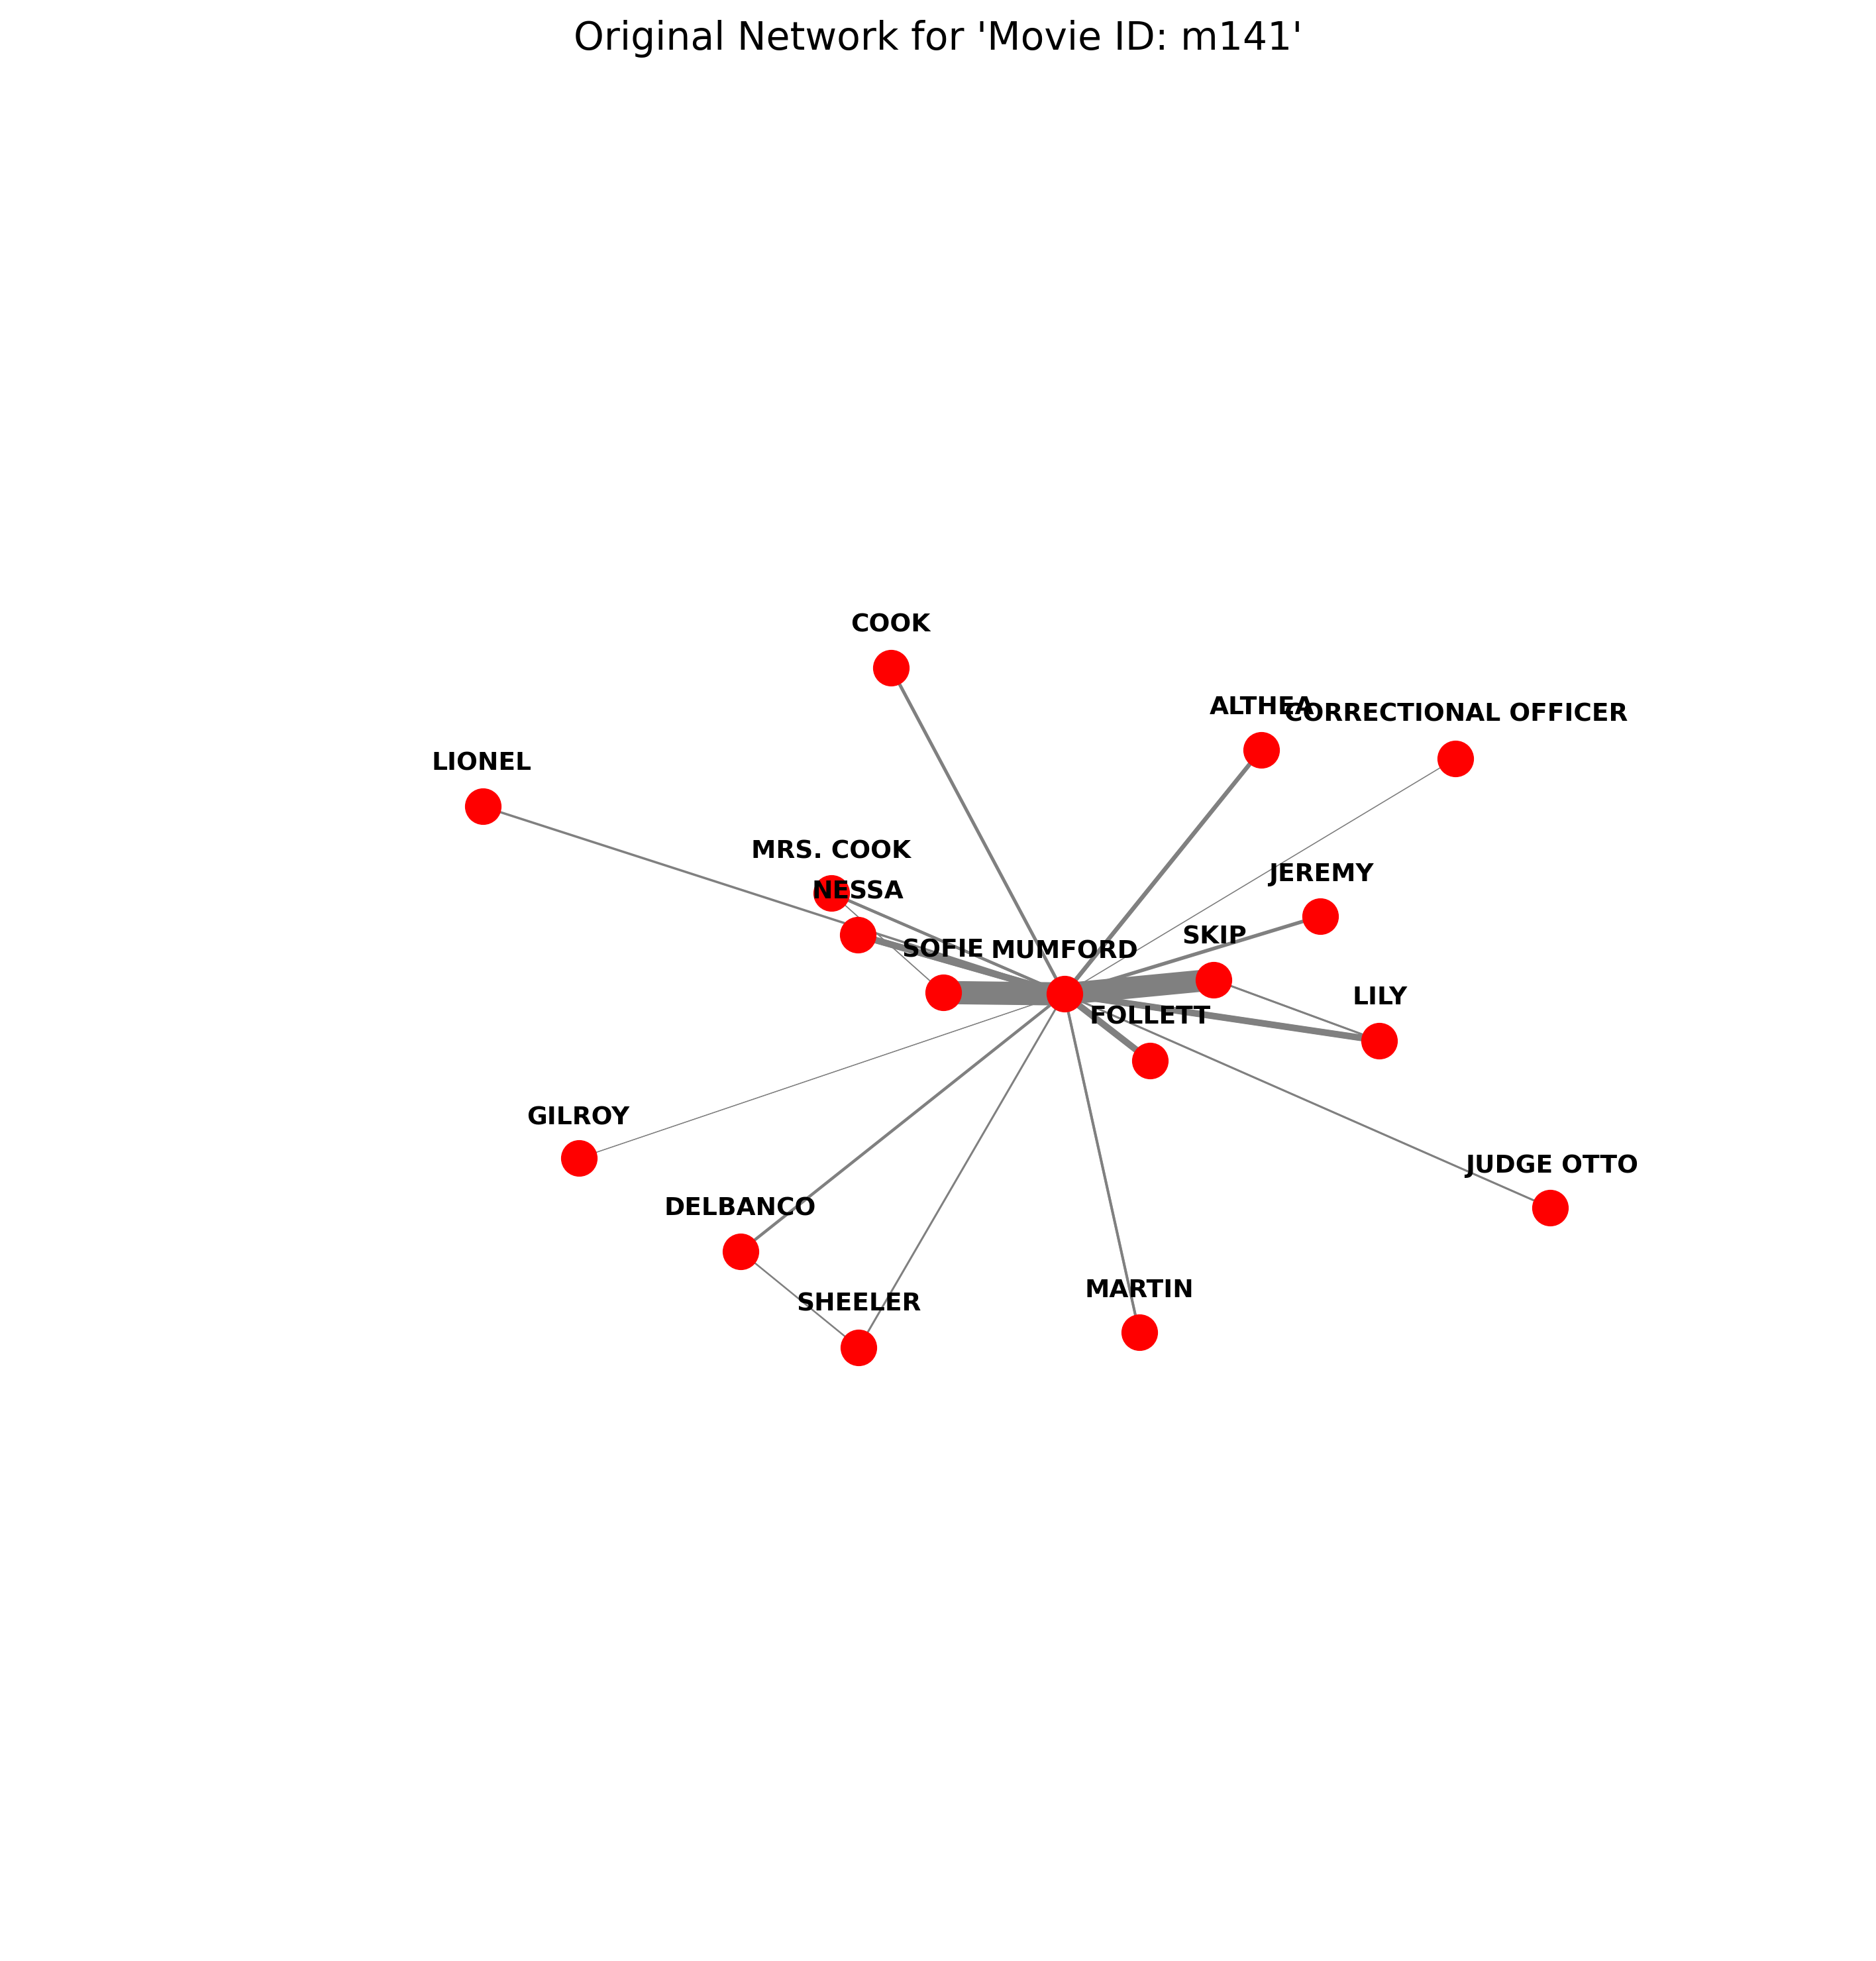 Original Network for 'Movie ID: m141'
COOK
ALTHEA
CORRECTIONAL OFFICER
LIONEL
MRS. COOK
JEREMY
NESSA
SKIP
SOFIE
MUMFORD
LILY
FOLLETT
GILROY
JUDGE OTTO
DELBANCO
MARTIN
SHEELER